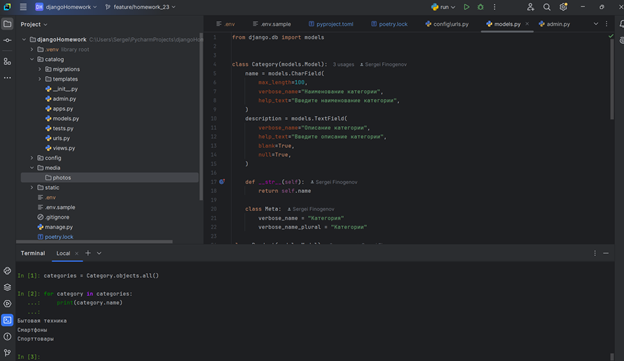 DH djangoHomework feature/homework_23 run
Project
djangoHomework C:\Users\Sergei\PycharmProjects\djangoHom
.venv library root
catalog
migrations
templates
__init__.py
admin.py
apps.py
models.py
tests.py
urls.py
views.py
config
media
photos
static
.env
.env.sample
.gitignore
manage.py
poetry.lock
.env .env.sample pyproject.toml poetry.lock config\urls.py models.py admin.py
1 from django.db import models
2
3
4 class Category(models.Model): 3 usages Sergei Finogenov
5 name = models.CharField(
6 max_length=100,
7 verbose_name="Наименование категории",
8 help_text="Введите наименование категории",
9 )
10 description = models.TextField(
11 verbose_name="Описание категории",
12 help_text="Введите описание категории",
13 blank=True,
14 null=True,
15 )
16
17 def __str__(self): Sergei Finogenov
18 return self.name
19
20 class Meta: Sergei Finogenov
21 verbose_name = "Категория"
22 verbose_name_plural = "Категории"
23
Terminal Local
In [1]: categories = Category.objects.all()
In [2]: for category in categories:
...: print(category.name)
...:
Бытовая техника
Смартфоны
Спорттовары
In [3]: